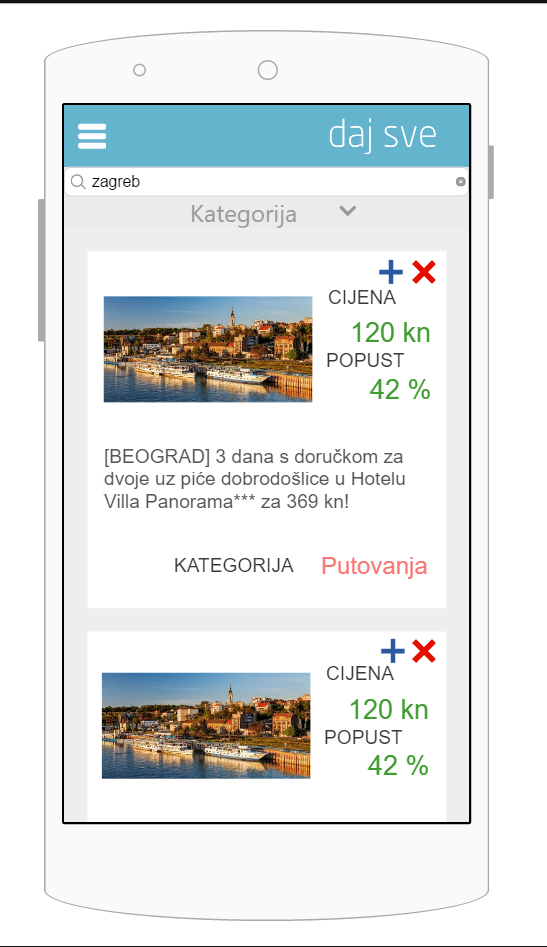 daj sve
zagreb
Kategorija
CIJENA
120 kn
POPUST
42 %
[BEOGRAD] 3 dana s doručkom za
dvoje uz piće dobrodošlice u Hotelu
Villa Panorama*** za 369 kn!
KATEGORIJA Putovanja
CIJENA
120 kn
POPUST
42 %